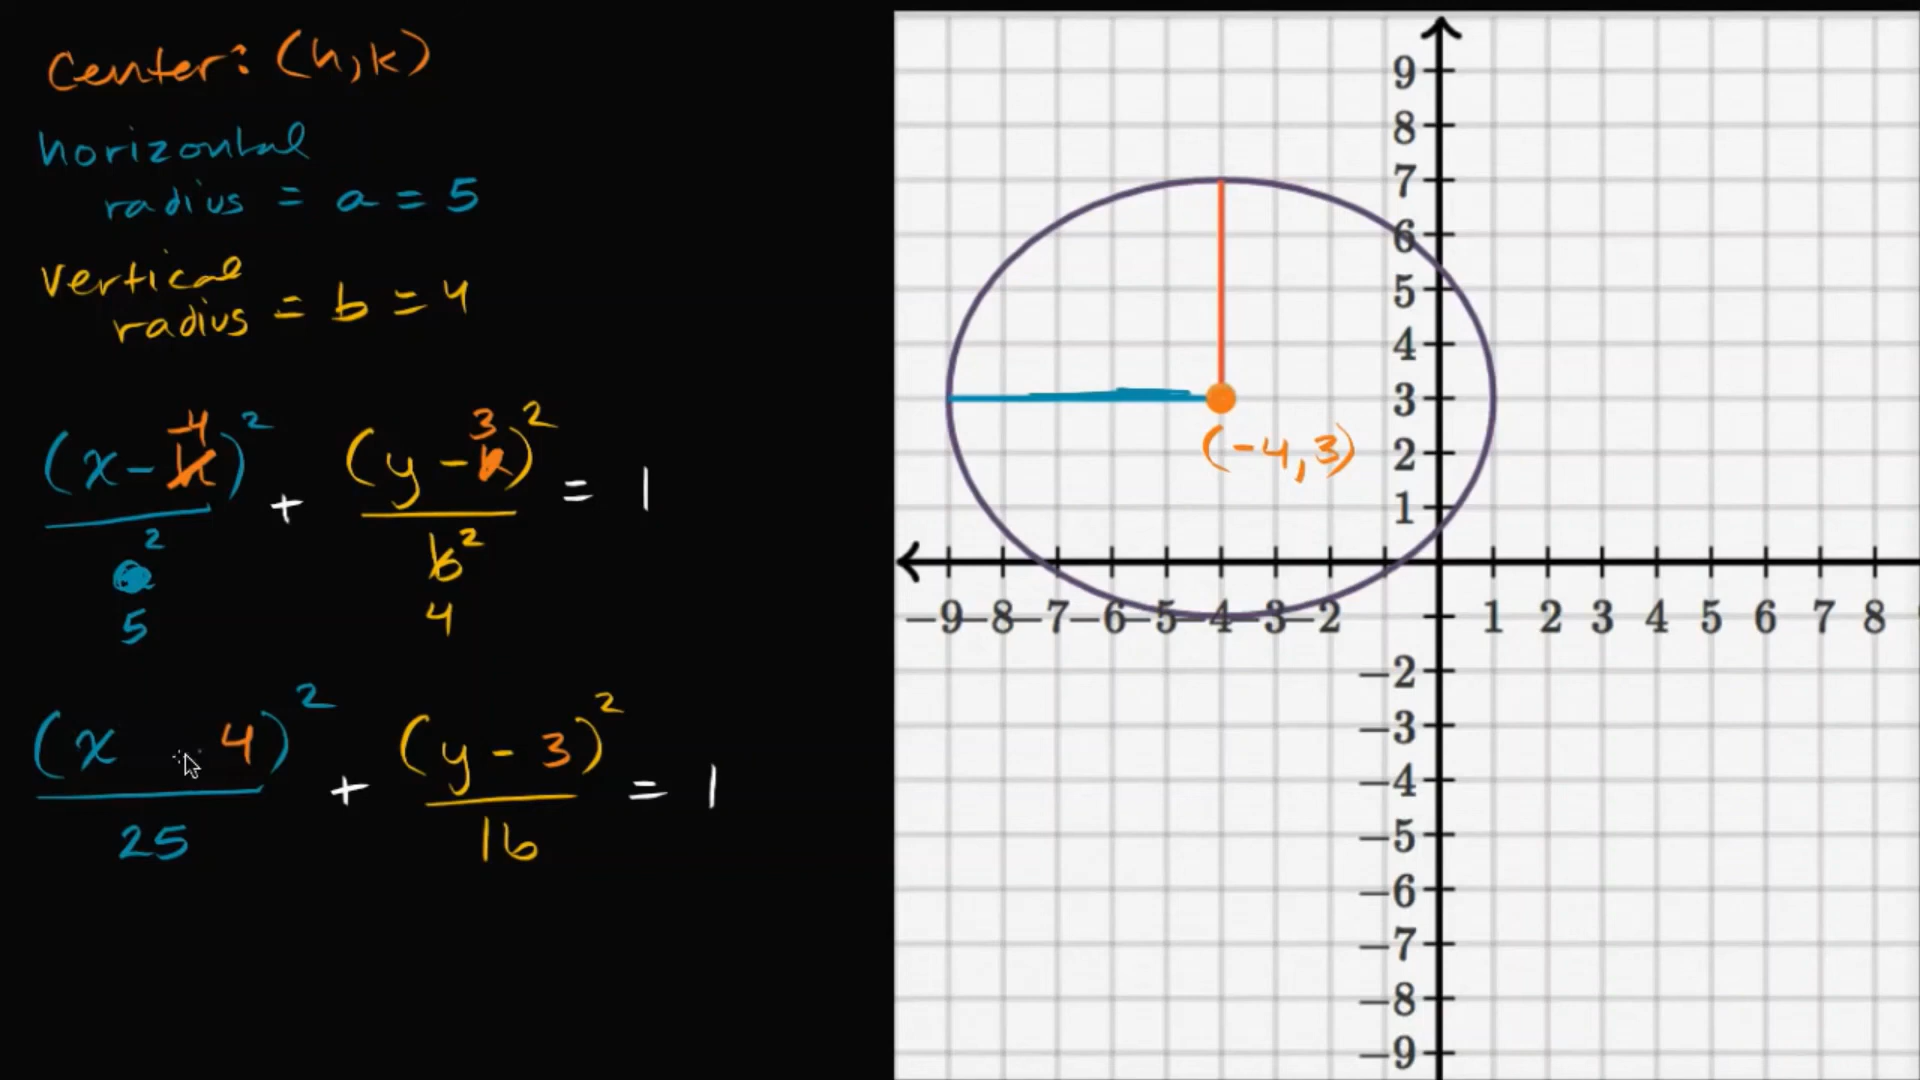 Center: (h,k)
horizontal
radius = a = 5
vertical
radius = b = 4
-4 3
(x - h)² + (y - k)² = 1
a² b²
5 4
(x 4)² + (y - 3)² = 1
25 16
9
8
7
6
5
4
3
(-4,3)
2
1
-9 -8 -7 -6 -5 -4 -3 -2 1 2 3 4 5 6 7 8
-2
-3
-4
-5
-6
-7
-8
-9